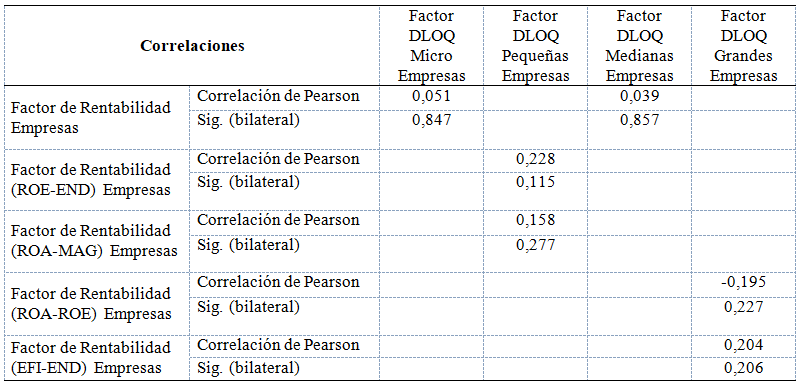 Correlaciones
Factor DLOQ Micro Empresas
Factor DLOQ Pequeñas Empresas
Factor DLOQ Medianas Empresas
Factor DLOQ Grandes Empresas
Factor de Rentabilidad Empresas
Correlación de Pearson 0,051 0,039
Sig. (bilateral) 0,847 0,857
Factor de Rentabilidad (ROE-END) Empresas
Correlación de Pearson 0,228
Sig. (bilateral) 0,115
Factor de Rentabilidad (ROA-MAG) Empresas
Correlación de Pearson 0,158
Sig. (bilateral) 0,277
Factor de Rentabilidad (ROA-ROE) Empresas
Correlación de Pearson -0,195
Sig. (bilateral) 0,227
Factor de Rentabilidad (EFI-END) Empresas
Correlación de Pearson 0,204
Sig. (bilateral) 0,206